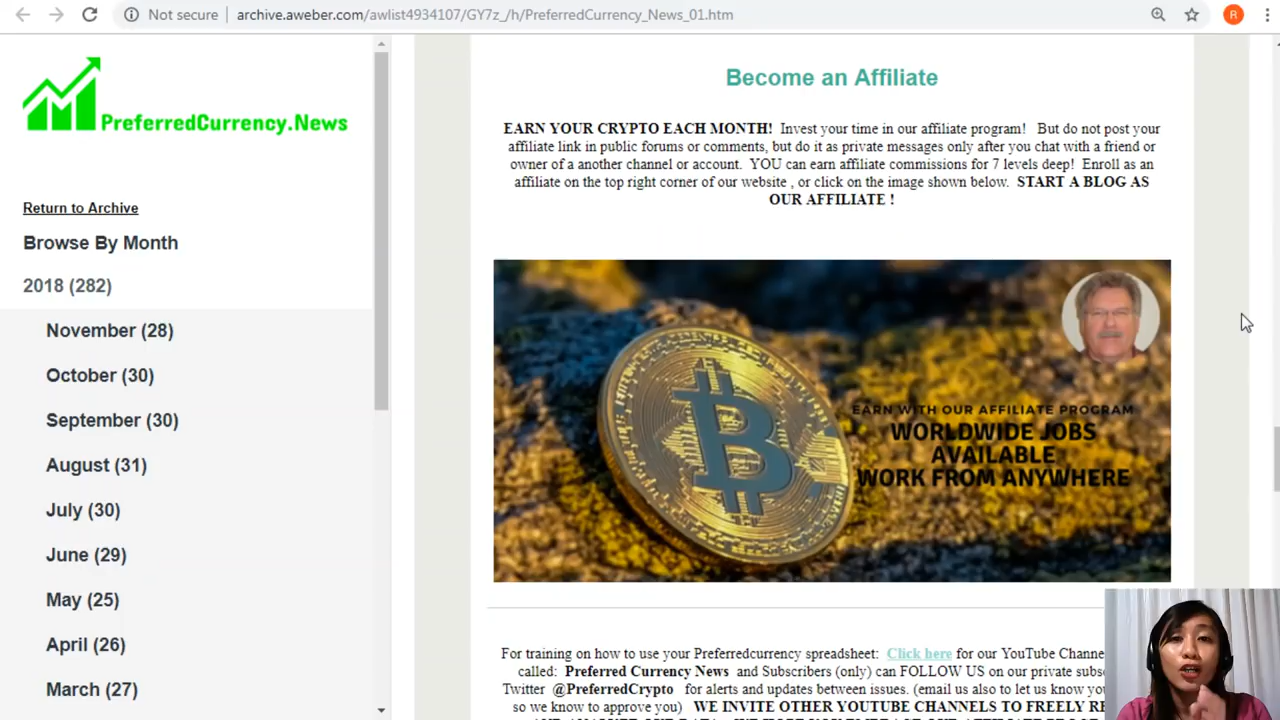 Not secure
archive.aweber.com/awlist4934107/GY7z_/h/PreferredCurrency_News_01.htm
R
PreferredCurrency.News
Return to Archive
Browse By Month
2018 (282)
November (28)
October (30)
September (30)
August (31)
July (30)
June (29)
May (25)
April (26)
March (27)
Become an Affiliate
EARN YOUR CRYPTO EACH MONTH! Invest your time in our affiliate program! But do not post your
affiliate link in public forums or comments, but do it as private messages only after you chat with a friend or
owner of a another channel or account. YOU can earn affiliate commissions for 7 levels deep! Enroll as an
affiliate on the top right corner of our website , or click on the image shown below. START A BLOG AS
OUR AFFILIATE !
EARN WITH OUR AFFILIATE PROGRAM
WORLDWIDE JOBS
AVAILABLE
WORK FROM ANYWHERE
For training on how to use your Preferredcurrency spreadsheet: Click here for our YouTube Channe
called: Preferred Currency News and Subscribers (only) can FOLLOW US on our private subs
Twitter @PreferredCrypto for alerts and updates between issues. (email us also to let us know you
so we know to approve you) WE INVITE OTHER YOUTUBE CHANNELS TO FREELY RE